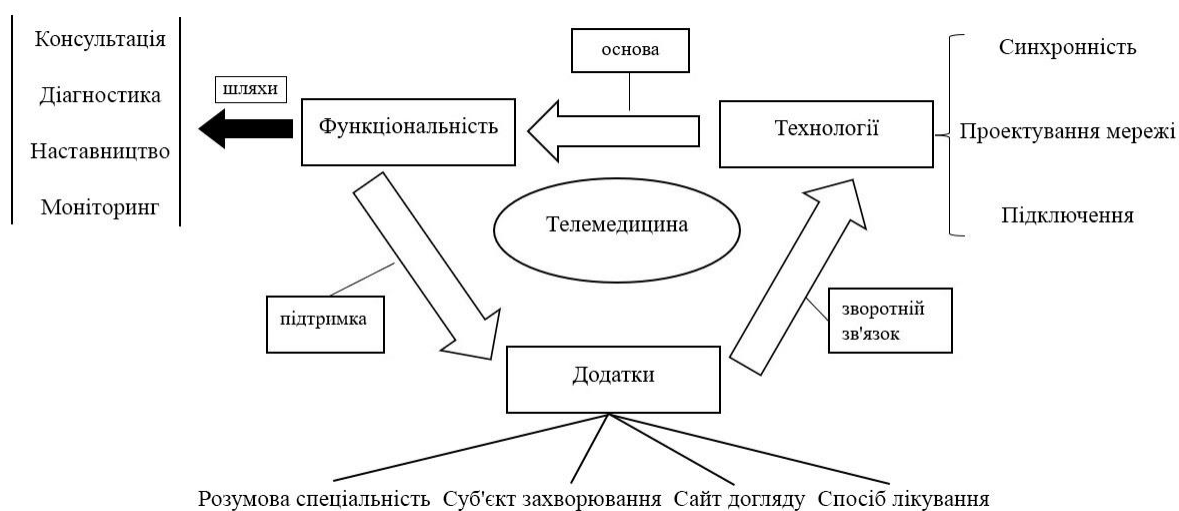 Консультація
Діагностика
Наставництво
Моніторинг
шляхи
Функціональність
основа
Технології
Синхронність
Проектування мережі
Підключення
Телемедицина
підтримка
зворотній
зв'язок
Додатки
Розумова спеціальність Суб'єкт захворювання Сайт догляду Спосіб лікування